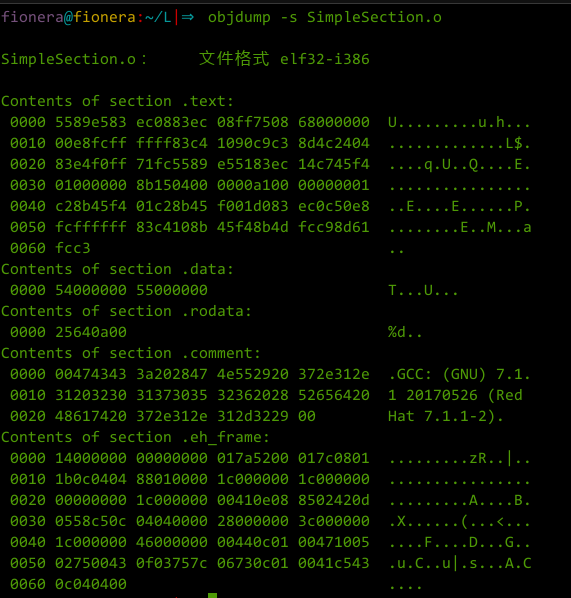 fionera@fionera:~/L|⇒ objdump -s SimpleSection.o
SimpleSection.o： 文件格式 elf32-i386
Contents of section .text:
0000 5589e583 ec0883ec 08ff7508 68000000 U.........u.h...
0010 00e8fcff ffff83c4 1090c9c3 8d4c2404 .............L$.
0020 83e4f0ff 71fc5589 e55183ec 14c745f4 ....q.U..Q....E.
0030 01000000 8b150400 0000a100 00000001 ................
0040 c28b45f4 01c28b45 f001d083 ec0c50e8 ..E....E......P.
0050 fcffffff 83c4108b 45f48b4d fcc98d61 ........E..M...a
0060 fcc3 ..
Contents of section .data:
0000 54000000 55000000 T...U...
Contents of section .rodata:
0000 25640a00 %d..
Contents of section .comment:
0000 00474343 3a202847 4e552920 372e312e .GCC: (GNU) 7.1.
0010 31203230 31373035 32362028 52656420 1 20170526 (Red
0020 48617420 372e312e 312d3229 00 Hat 7.1.1-2).
Contents of section .eh_frame:
0000 14000000 00000000 017a5200 017c0801 .........zR..|..
0010 1b0c0404 88010000 1c000000 1c000000 ................
0020 00000000 1c000000 00410e08 8502420d .........A....B.
0030 0558c50c 04040000 28000000 3c000000 .X......(...<...
0040 1c000000 46000000 00440c01 00471005 ....F....D...G..
0050 02750043 0f03757c 06730c01 0041c543 .u.C..u|.s...A.C
0060 0c040400 ....